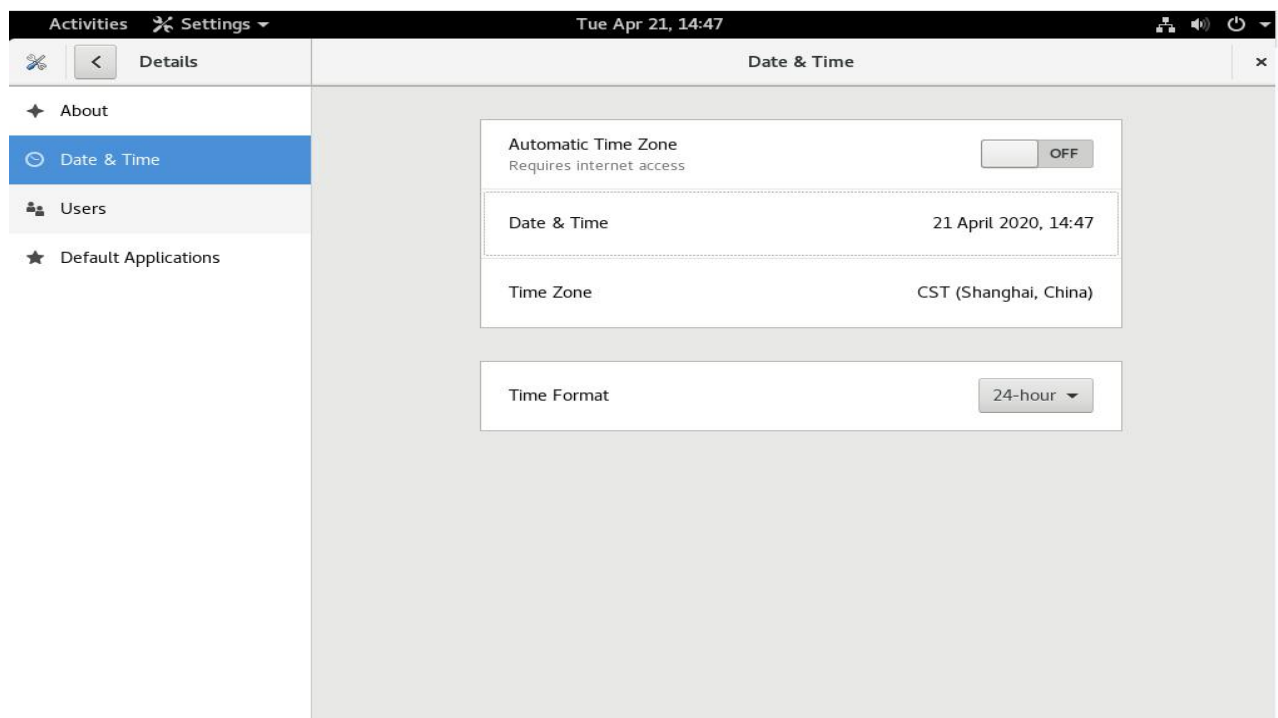 Activities Settings Tue Apr 21, 14:47
Details Date & Time
About
Date & Time
Users
Default Applications
Automatic Time Zone
Requires internet access
OFF
Date & Time 21 April 2020, 14:47
Time Zone CST (Shanghai, China)
Time Format 24-hour